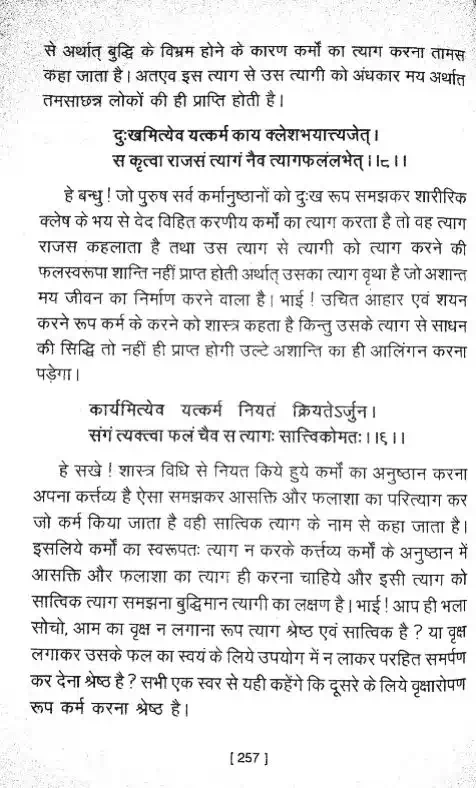 से अर्थात् बुद्धि के विभ्रम होने के कारण कर्मों का त्याग करना तामस
कहा जाता है। अतएव इस त्याग से उस त्यागी को अंधकार मय अर्थात्
तमसाछन्न लोकों की ही प्राप्ति होती है।
दुःखमित्येव यत्कर्म काय क्लेशभयात्त्यजेत्।
स कृत्वा राजसं त्यागं नैव त्यागफलंलभेत्।।८।।
हे बन्धु ! जो पुरुष सर्व कर्मानुष्ठानों को दुःख रूप समझकर शारीरिक
क्लेष के भय से वेद विहित करणीय कर्मों का त्याग करता है तो वह त्याग
राजस कहलाता है तथा उस त्याग से त्यागी को त्याग करने की
फलस्वरूपा शान्ति नहीं प्राप्त होती अर्थात् उसका त्याग वृथा है जो अशान्त
मय जीवन का निर्माण करने वाला है। भाई ! उचित आहार एवं शयन
करने रूप कर्म के करने को शास्त्र कहता है किन्तु उसके त्याग से साधन
की सिद्धि तो नहीं ही प्राप्त होगी उल्टे अशान्ति का ही आलिंगन करना
पड़ेगा।
कार्यमित्येव यत्कर्म नियतं क्रियतेऽर्जुन।
संगं त्यक्त्वा फलं चैव स त्यागः सात्त्विकोमतः।।६।।
हे सखे ! शास्त्र विधि से नियत किये हुये कर्मों का अनुष्ठान करना
अपना कर्त्तव्य है ऐसा समझकर आसक्ति और फलाशा का परित्याग कर
जो कर्म किया जाता है वही सात्विक त्याग के नाम से कहा जाता है।
इसलिये कर्मों का स्वरूपतः त्याग न करके कर्त्तव्य कर्मों के अनुष्ठान में
आसक्ति और फलाशा का त्याग ही करना चाहिये और इसी त्याग को
सात्विक त्याग समझना बुद्धिमान त्यागी का लक्षण है। भाई ! आप ही भला
सोचो, आम का वृक्ष न लगाना रूप त्याग श्रेष्ठ एवं सात्विक है ? या वृक्ष
लगाकर उसके फल का स्वयं के लिये उपयोग में न लाकर परहित समर्पण
कर देना श्रेष्ठ है ? सभी एक स्वर से यही कहेंगे कि दूसरे के लिये वृक्षारोपण
रूप कर्म करना श्रेष्ठ है।
[ 257 ]